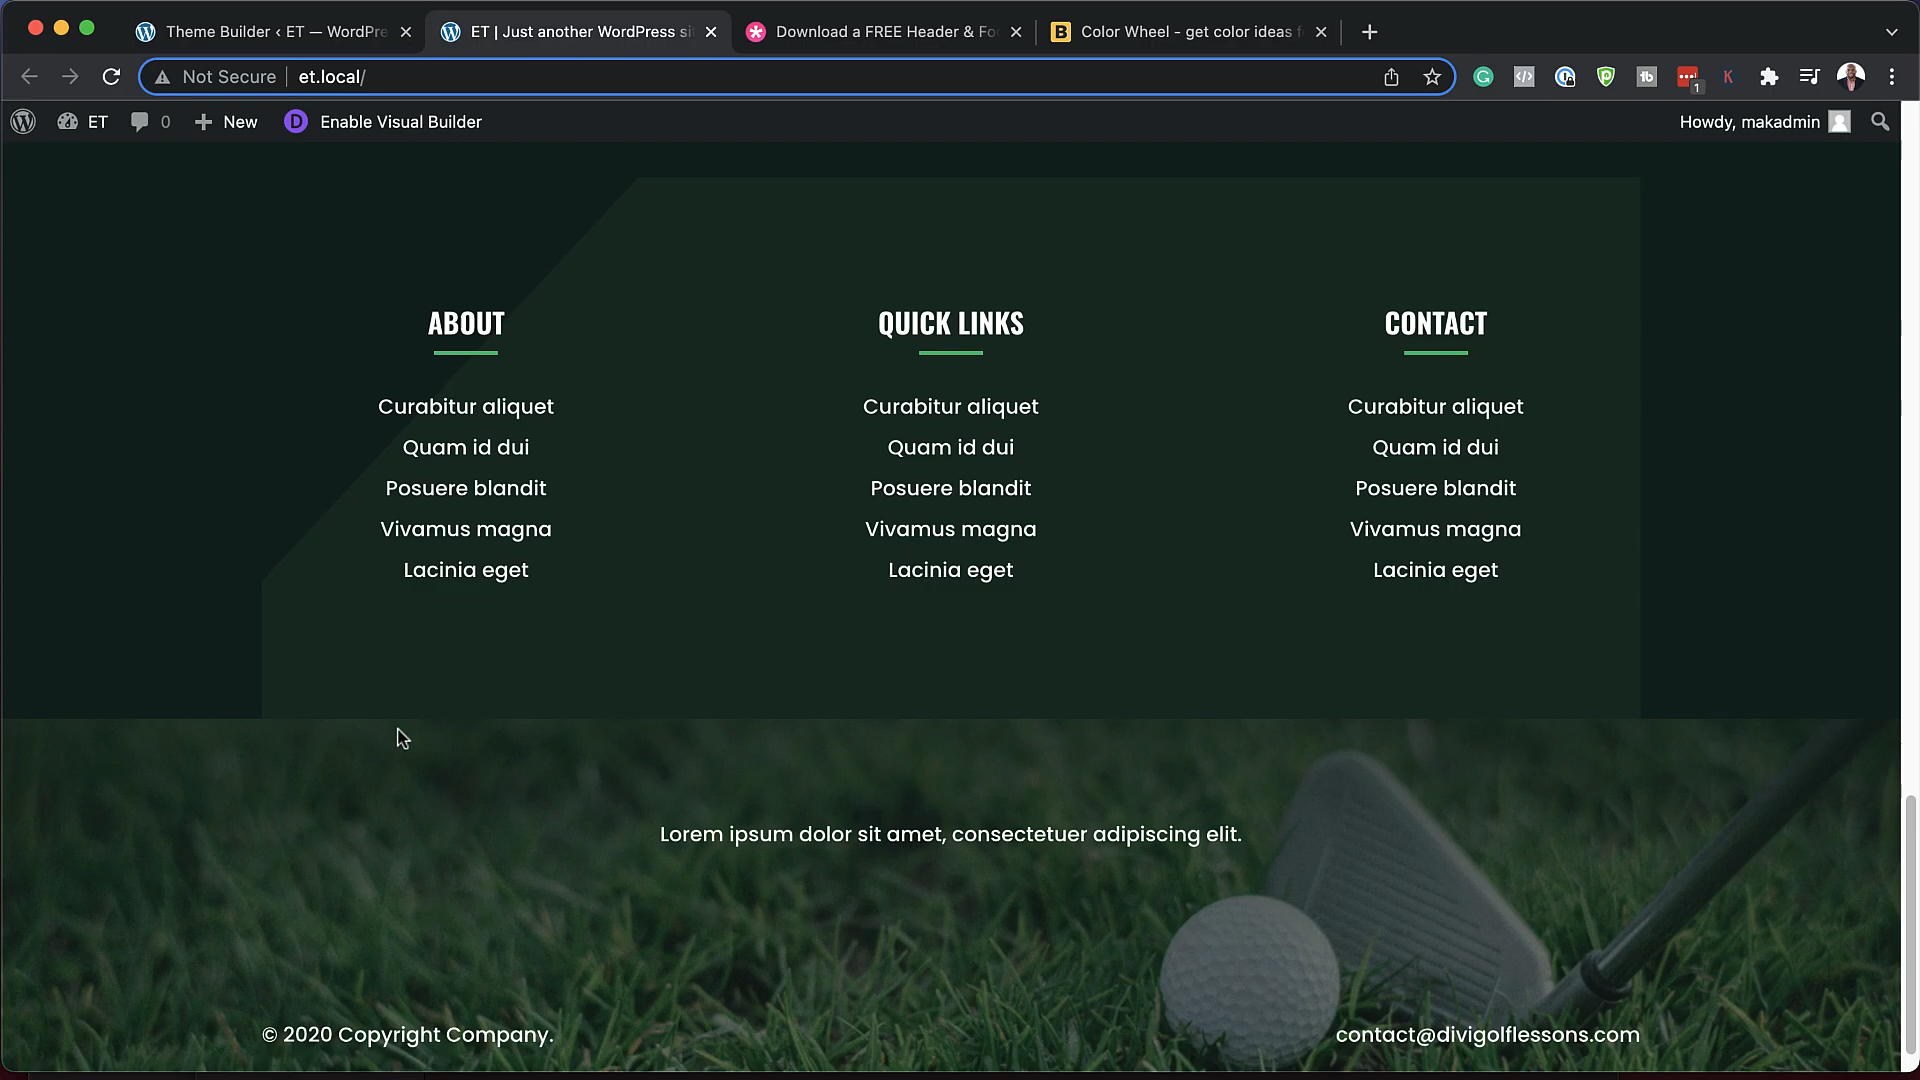 Theme Builder ‹ ET — WordPre
ET | Just another WordPress si
Download a FREE Header & Fo
Color Wheel - get color ideas f
Not Secure
et.local/
1
ET
0
New
D
Enable Visual Builder
Howdy, makadmin
ABOUT
Curabitur aliquet
Quam id dui
Posuere blandit
Vivamus magna
Lacinia eget
QUICK LINKS
Curabitur aliquet
Quam id dui
Posuere blandit
Vivamus magna
Lacinia eget
CONTACT
Curabitur aliquet
Quam id dui
Posuere blandit
Vivamus magna
Lacinia eget
Lorem ipsum dolor sit amet, consectetuer adipiscing elit.
© 2020 Copyright Company.
contact@divigolflessons.com